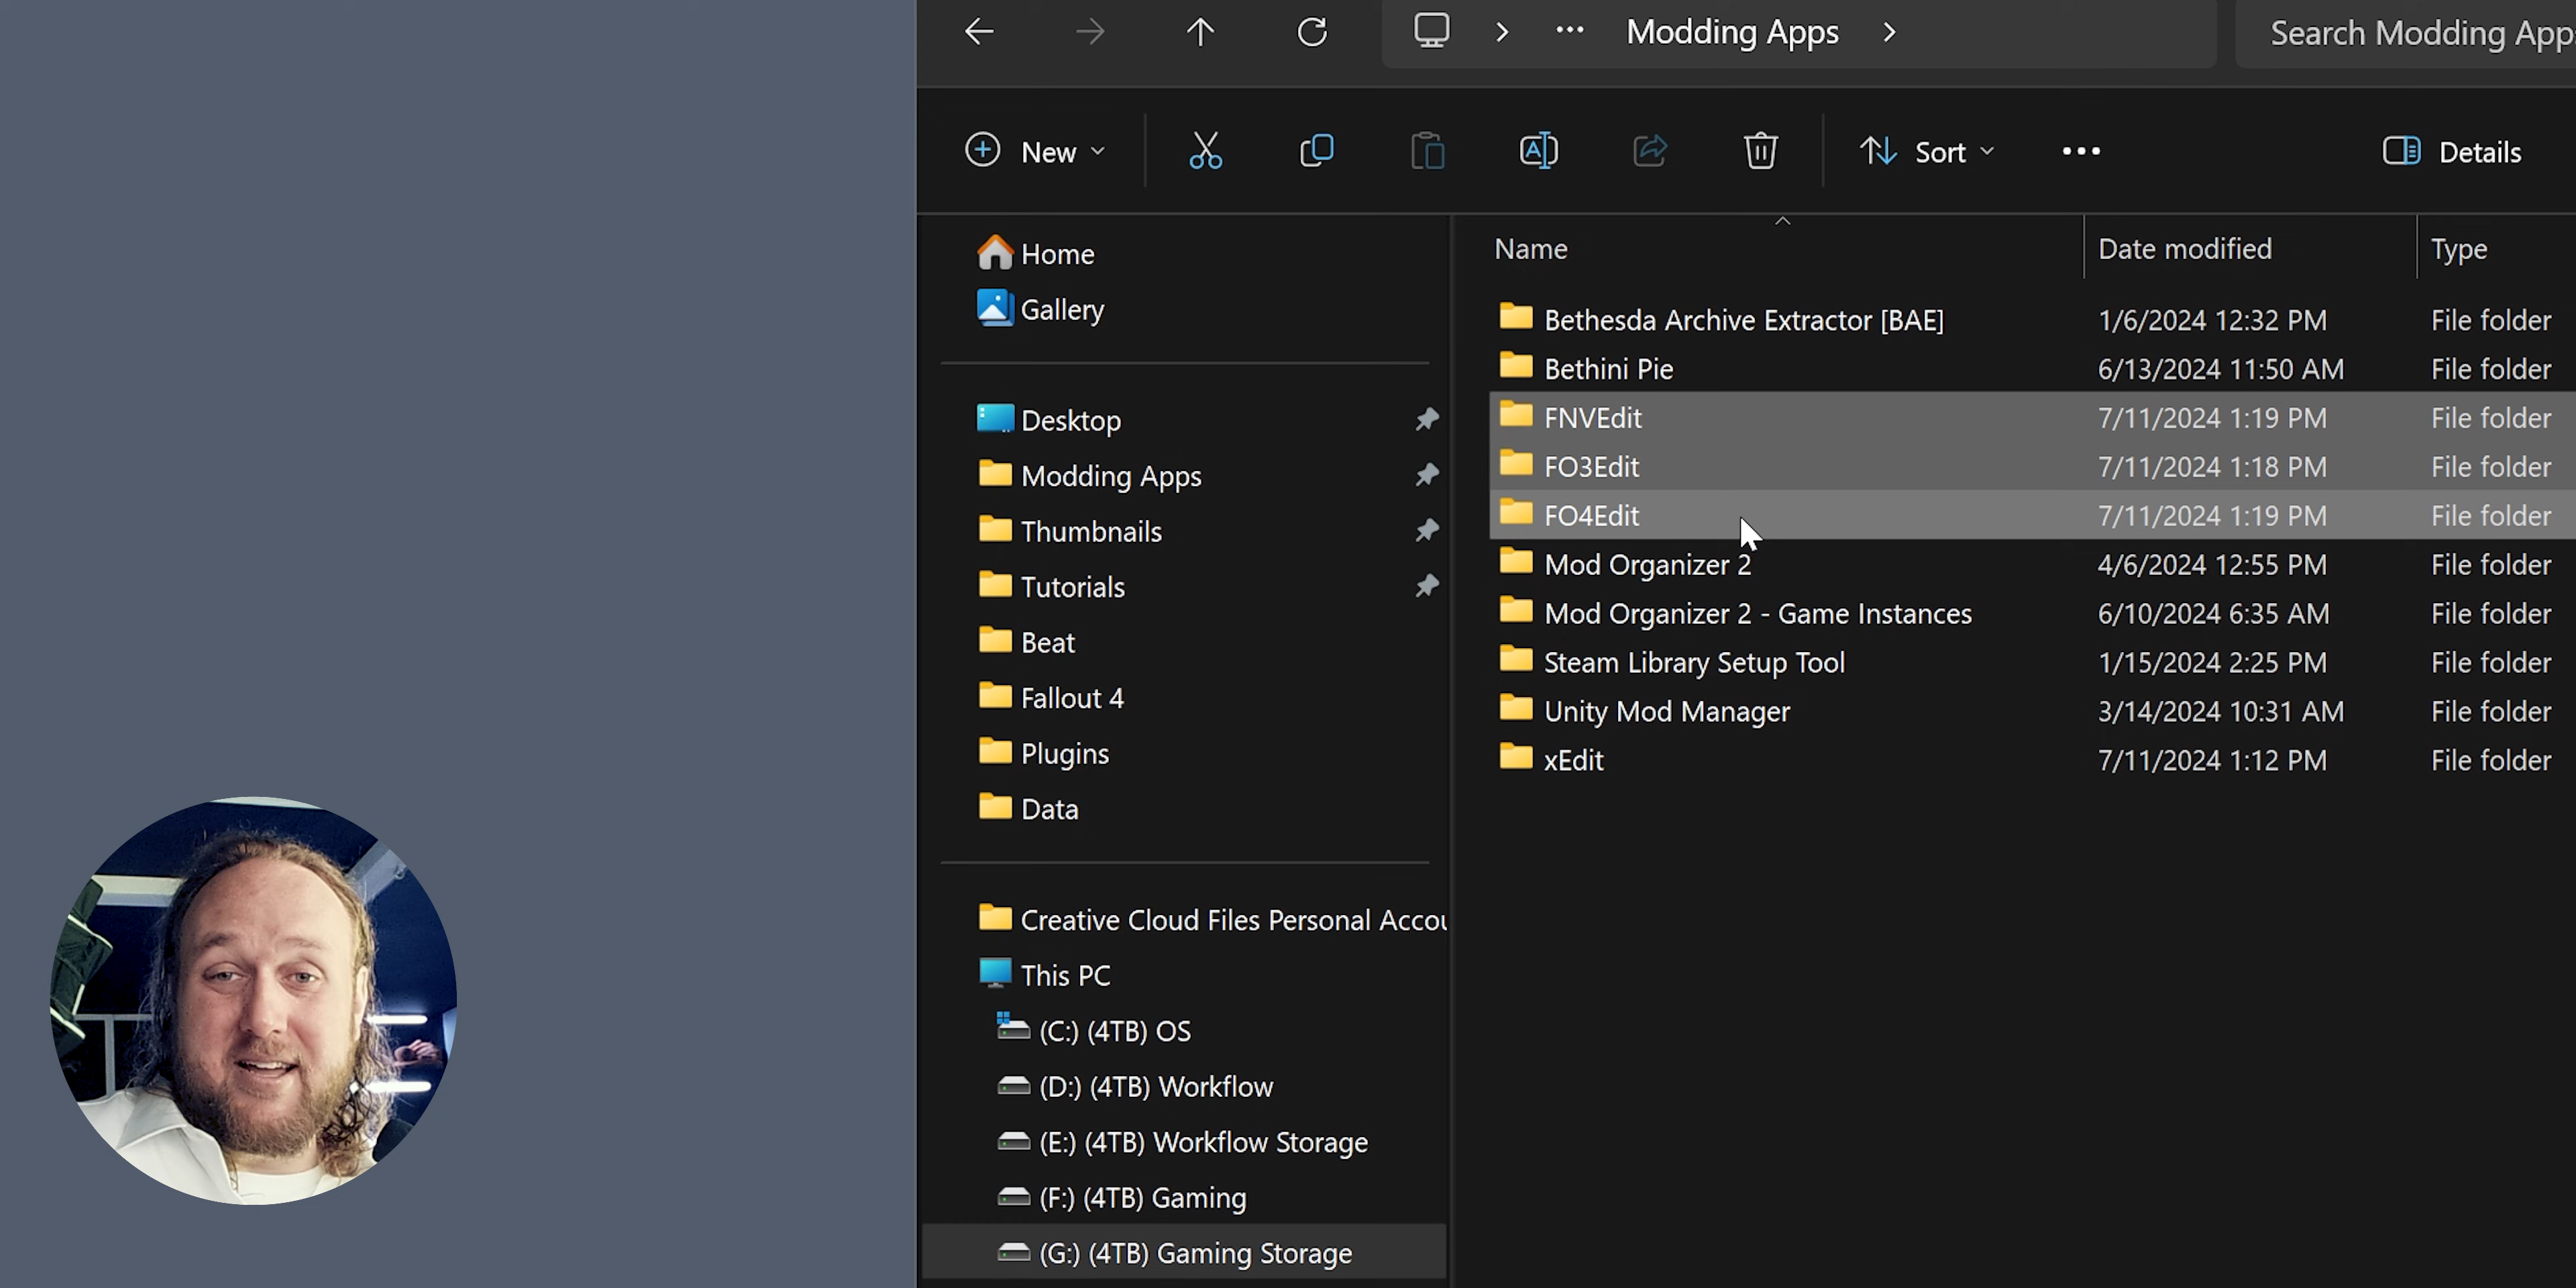 Modding Apps
Search Modding App
New
Sort
Details
Home
Gallery
Desktop
Modding Apps
Thumbnails
Tutorials
Beat
Fallout 4
Plugins
Data
Creative Cloud Files Personal Accou
This PC
(C:) (4TB) OS
(D:) (4TB) Workflow
(E:) (4TB) Workflow Storage
(F:) (4TB) Gaming
(G:) (4TB) Gaming Storage
Name Date modified Type
Bethesda Archive Extractor [BAE] 1/6/2024 12:32 PM File folder
Bethini Pie 6/13/2024 11:50 AM File folder
FNVEdit 7/11/2024 1:19 PM File folder
FO3Edit 7/11/2024 1:18 PM File folder
FO4Edit 7/11/2024 1:19 PM File folder
Mod Organizer 2 4/6/2024 12:55 PM File folder
Mod Organizer 2 - Game Instances 6/10/2024 6:35 AM File folder
Steam Library Setup Tool 1/15/2024 2:25 PM File folder
Unity Mod Manager 3/14/2024 10:31 AM File folder
xEdit 7/11/2024 1:12 PM File folder